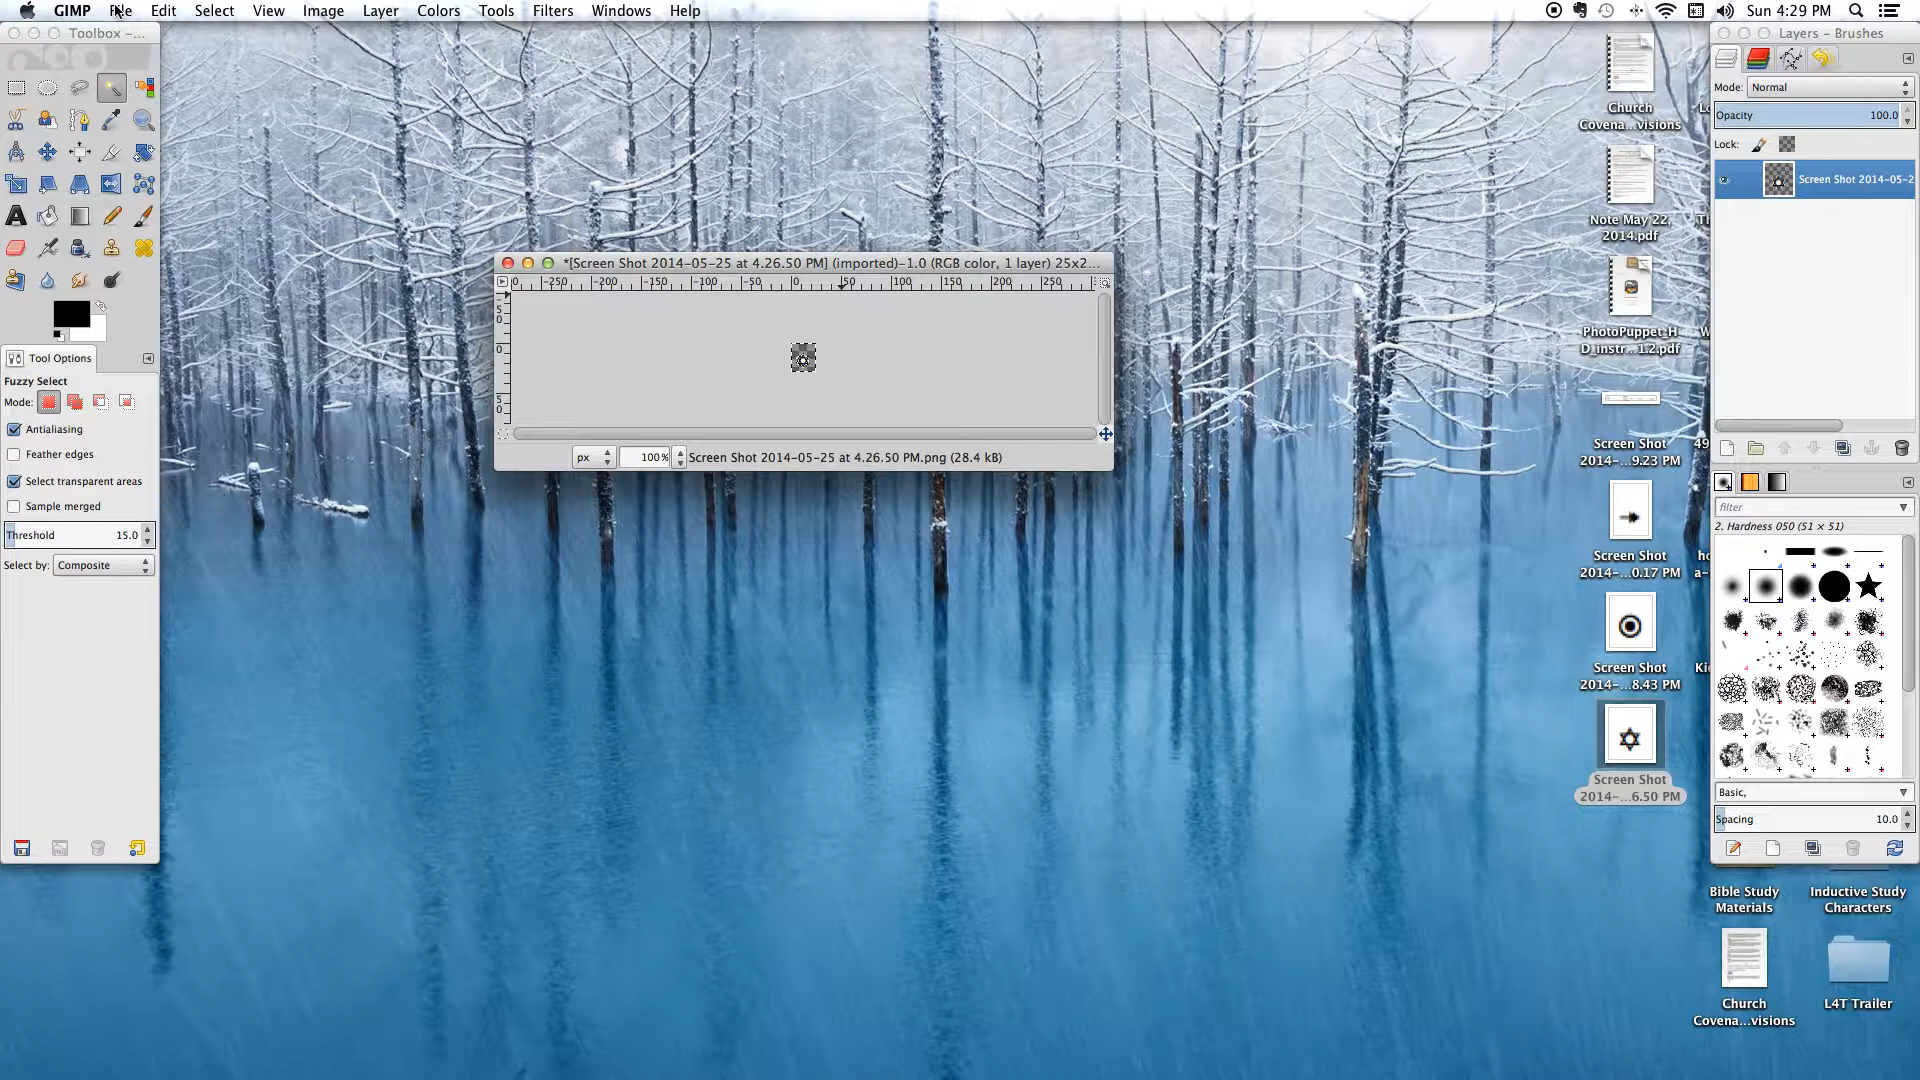 GIMP File Edit Select View Image Layer Colors Tools Filters Windows Help
Sun 4:29 PM
Toolbox –...
Tool Options
Fuzzy Select
Mode:
Antialiasing
Feather edges
Select transparent areas
Sample merged
Threshold 15.0
Select by: Composite
*[Screen Shot 2014-05-25 at 4.26.50 PM] (imported)-1.0 (RGB color, 1 layer) 25x2...
-250 -200 -150 -100 -50 0 50 100 150 200 250
px 100% Screen Shot 2014-05-25 at 4.26.50 PM.png (28.4 kB)
Church
Covena...visions
Note May 22,
2014.pdf
PhotoPuppet_H
D_instr....1.2.pdf
Screen Shot
2014-...9.23 PM
Screen Shot
2014-...0.17 PM
Screen Shot
2014-...8.43 PM
Screen Shot
2014-...6.50 PM
Layers - Brushes
Mode: Normal
Opacity 100.0
Lock:
Screen Shot 2014-05-2
filter
2. Hardness 050 (51 × 51)
Basic,
Spacing 10.0
Bible Study
Materials
Inductive Study
Characters
Church
Covena...visions
L4T Trailer